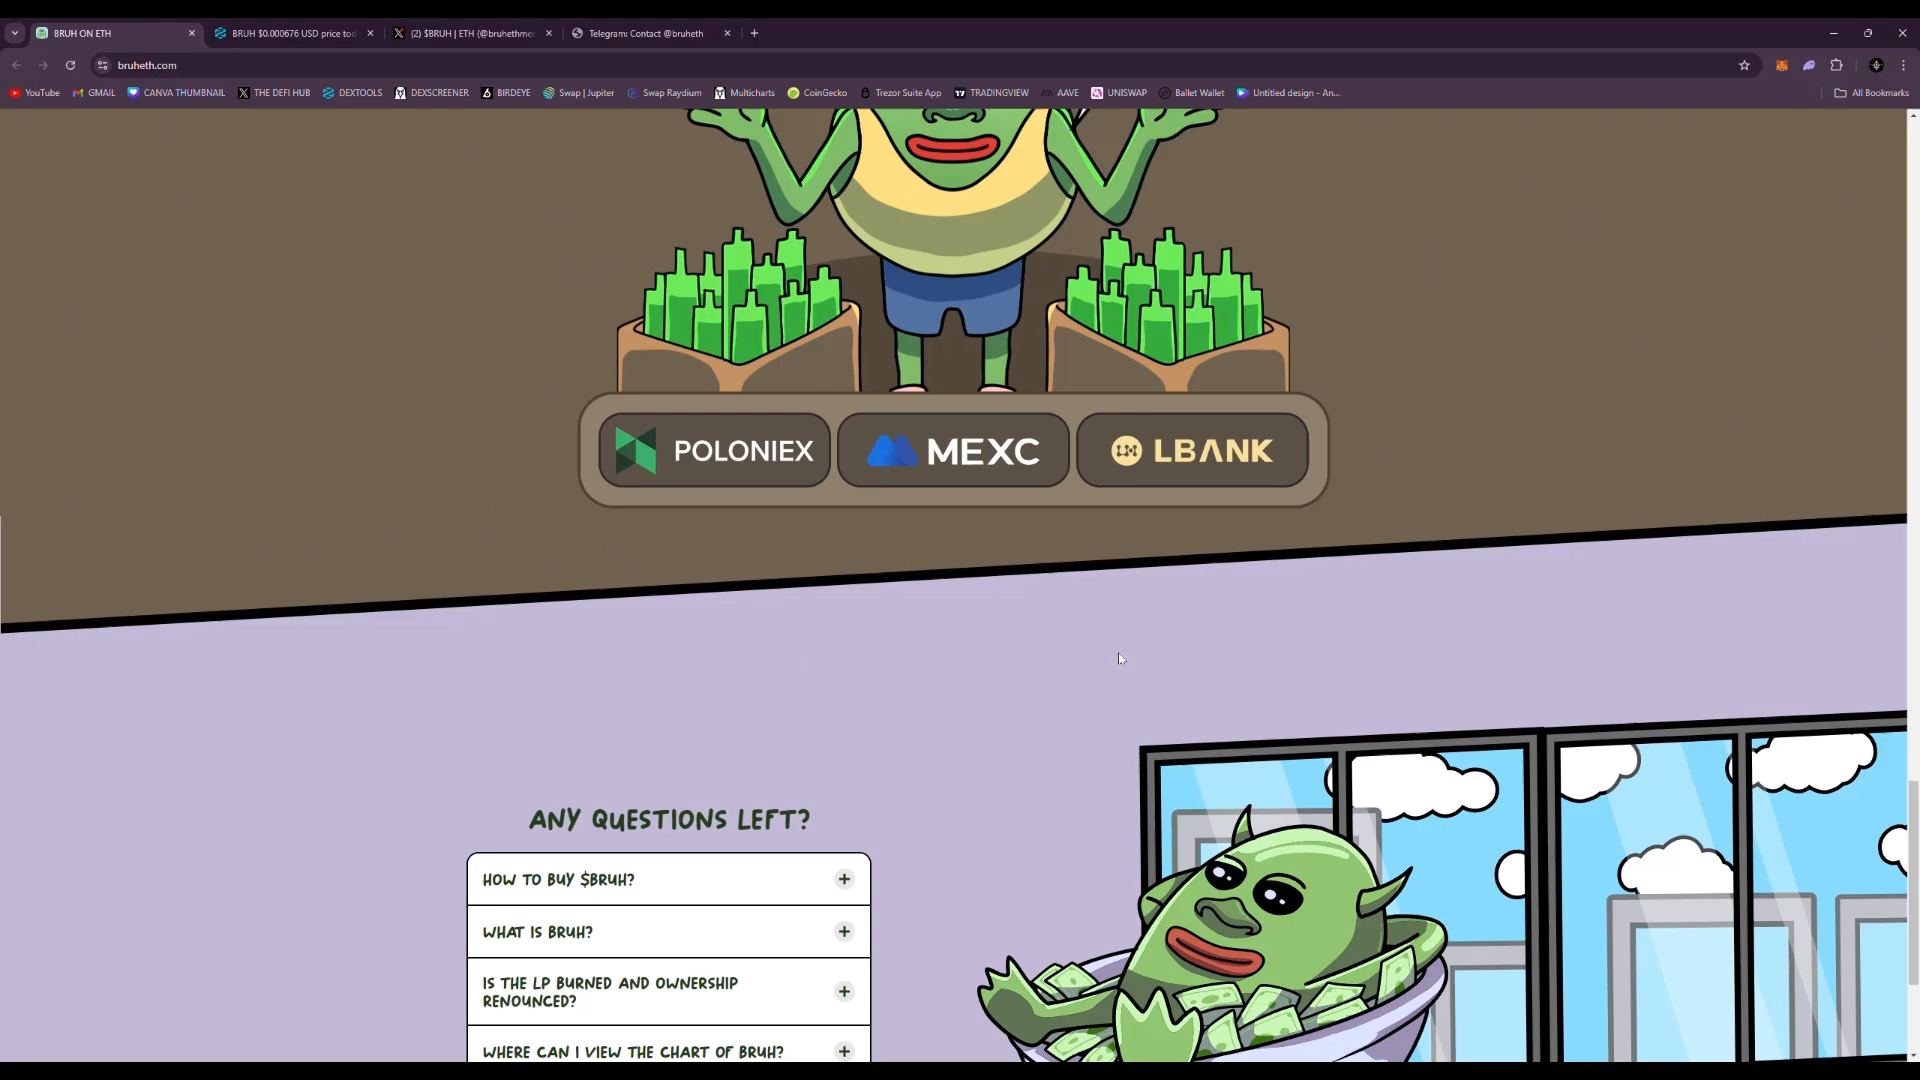 BRUH ON ETH
BRUH $0.000676 USD price tod
(2) $BRUH | ETH (@bruhethmem
Telegram: Contact @bruheth
bruheth.com
YouTube
GMAIL
CANVA THUMBNAIL
THE DEFI HUB
DEXTOOLS
DEXSCREENER
BIRDEYE
Swap | Jupiter
Swap Raydium
Multicharts
CoinGecko
Trezor Suite App
TRADINGVIEW
AAVE
UNISWAP
Ballet Wallet
Untitled design - An...
All Bookmarks
POLONIEX
MEXC
LBANK
ANY QUESTIONS LEFT?
HOW TO BUY $BRUH?
WHAT IS BRUH?
IS THE LP BURNED AND OWNERSHIP
RENOUNCED?
WHERE CAN I VIEW THE CHART OF BRUH?